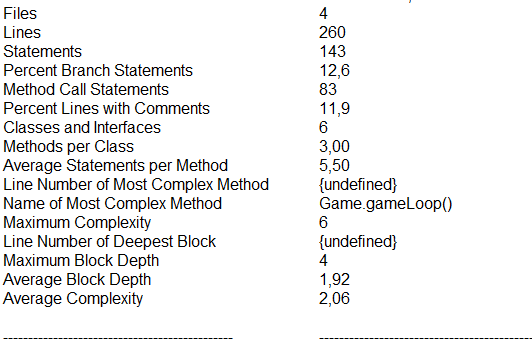 Files 4
Lines 260
Statements 143
Percent Branch Statements 12,6
Method Call Statements 83
Percent Lines with Comments 11,9
Classes and Interfaces 6
Methods per Class 3,00
Average Statements per Method 5,50
Line Number of Most Complex Method {undefined}
Name of Most Complex Method Game.gameLoop()
Maximum Complexity 6
Line Number of Deepest Block {undefined}
Maximum Block Depth 4
Average Block Depth 1,92
Average Complexity 2,06